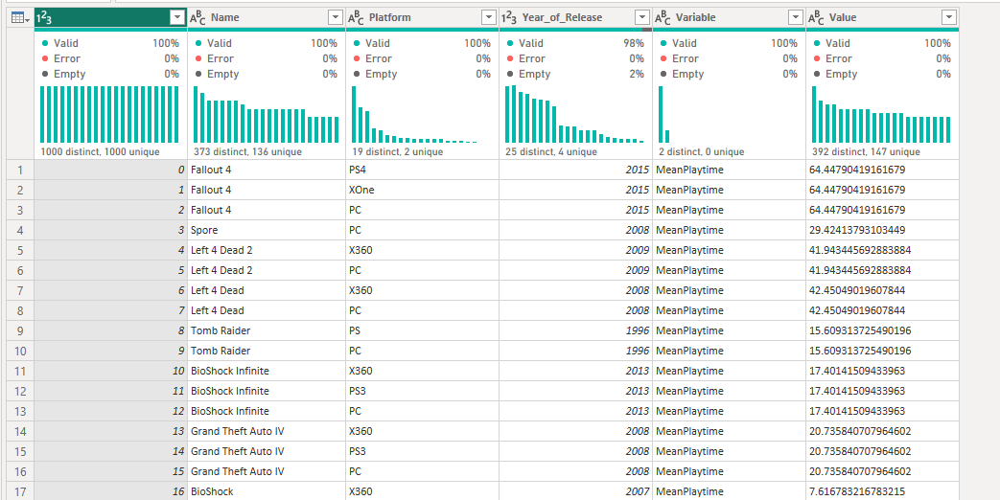 1 2 3 A B C Name A B C Platform 1 2 3 Year_of_Release A B C Variable A B C Value
Valid 100% Valid 100% Valid 100% Valid 98% Valid 100% Valid 100%
Error 0% Error 0% Error 0% Error 0% Error 0% Error 0%
Empty 0% Empty 0% Empty 0% Empty 2% Empty 0% Empty 0%
1000 distinct, 1000 unique 373 distinct, 136 unique 19 distinct, 2 unique 25 distinct, 4 unique 2 distinct, 0 unique 392 distinct, 147 unique
1 0 Fallout 4 PS4 2015 MeanPlaytime 64.44790419161679
2 1 Fallout 4 XOne 2015 MeanPlaytime 64.44790419161679
3 2 Fallout 4 PC 2015 MeanPlaytime 64.44790419161679
4 3 Spore PC 2008 MeanPlaytime 29.42413793103449
5 4 Left 4 Dead 2 X360 2009 MeanPlaytime 41.943445692883884
6 5 Left 4 Dead 2 PC 2009 MeanPlaytime 41.943445692883884
7 6 Left 4 Dead X360 2008 MeanPlaytime 42.45049019607844
8 7 Left 4 Dead PC 2008 MeanPlaytime 42.45049019607844
9 8 Tomb Raider PS 1996 MeanPlaytime 15.609313725490196
10 9 Tomb Raider PC 1996 MeanPlaytime 15.609313725490196
11 10 BioShock Infinite X360 2013 MeanPlaytime 17.40141509433963
12 11 BioShock Infinite PS3 2013 MeanPlaytime 17.40141509433963
13 12 BioShock Infinite PC 2013 MeanPlaytime 17.40141509433963
14 13 Grand Theft Auto IV X360 2008 MeanPlaytime 20.735840707964602
15 14 Grand Theft Auto IV PS3 2008 MeanPlaytime 20.735840707964602
16 15 Grand Theft Auto IV PC 2008 MeanPlaytime 20.735840707964602
17 16 BioShock X360 2007 MeanPlaytime 7.616783216783215